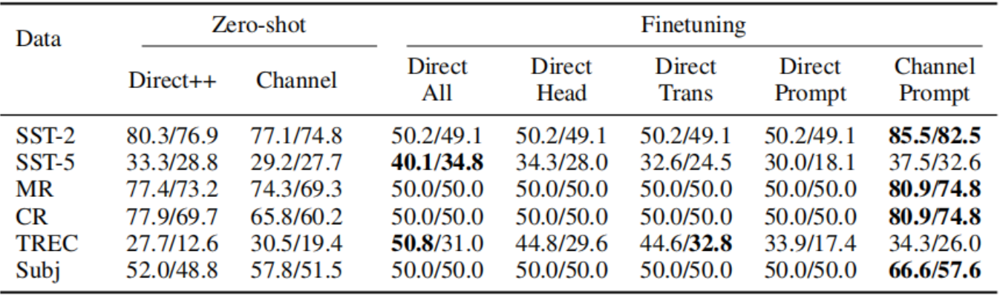 Data Zero-shot Finetuning
Direct++ Channel Direct All Direct Head Direct Trans Direct Prompt Channel Prompt
SST-2 80.3/76.9 77.1/74.8 50.2/49.1 50.2/49.1 50.2/49.1 50.2/49.1 85.5/82.5
SST-5 33.3/28.8 29.2/27.7 40.1/34.8 34.3/28.0 32.6/24.5 30.0/18.1 37.5/32.6
MR 77.4/73.2 74.3/69.3 50.0/50.0 50.0/50.0 50.0/50.0 50.0/50.0 80.9/74.8
CR 77.9/69.7 65.8/60.2 50.0/50.0 50.0/50.0 50.0/50.0 50.0/50.0 80.9/74.8
TREC 27.7/12.6 30.5/19.4 50.8/31.0 44.8/29.6 44.6/32.8 33.9/17.4 34.3/26.0
Subj 52.0/48.8 57.8/51.5 50.0/50.0 50.0/50.0 50.0/50.0 50.0/50.0 66.6/57.6